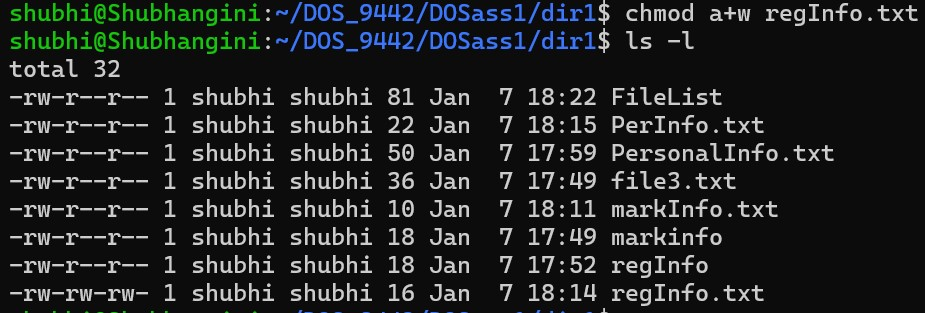 shubhi@Shubhangini:~/DOS_9442/DOSass1/dir1$ chmod a+w regInfo.txt
shubhi@Shubhangini:~/DOS_9442/DOSass1/dir1$ ls -l
total 32
-rw-r--r-- 1 shubhi shubhi 81 Jan  7 18:22 FileList
-rw-r--r-- 1 shubhi shubhi 22 Jan  7 18:15 PerInfo.txt
-rw-r--r-- 1 shubhi shubhi 50 Jan  7 17:59 PersonalInfo.txt
-rw-r--r-- 1 shubhi shubhi 36 Jan  7 17:49 file3.txt
-rw-r--r-- 1 shubhi shubhi 10 Jan  7 18:11 markInfo.txt
-rw-r--r-- 1 shubhi shubhi 18 Jan  7 17:49 markinfo
-rw-r--r-- 1 shubhi shubhi 18 Jan  7 17:52 regInfo
-rw-rw-rw- 1 shubhi shubhi 16 Jan  7 18:14 regInfo.txt